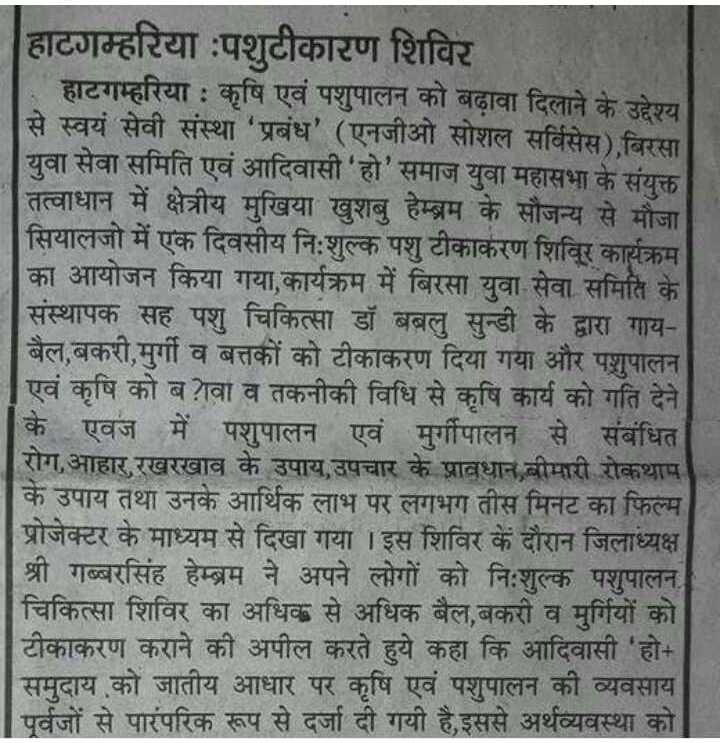 हाटगम्हरिया :पशुटीकारण शिविर
हाटगम्हरिया : कृषि एवं पशुपालन को बढ़ावा दिलाने के उद्देश्य
से स्वयं सेवी संस्था 'प्रबंध' (एनजीओ सोशल सर्विसेस),बिरसा
युवा सेवा समिति एवं आदिवासी 'हो' समाज युवा महासभा के संयुक्त
तत्वाधान में क्षेत्रीय मुखिया खुशबु हेम्ब्रम के सौजन्य से मौजा
सियालजो में एक दिवसीय नि:शुल्क पशु टीकाकरण शिविर कार्यक्रम
का आयोजन किया गया,कार्यक्रम में बिरसा युवा सेवा समिति के
संस्थापक सह पशु चिकित्सा डॉ बबलु सुन्डी के द्वारा गाय-
बैल,बकरी,मुर्गी व बत्तकों को टीकाकरण दिया गया और पशुपालन
एवं कृषि को ब ?ावा व तकनीकी विधि से कृषि कार्य को गति देने
के एवज में पशुपालन एवं मुर्गीपालन से संबंधित
रोग,आहार,रखरखाव के उपाय,उपचार के प्रावधान,बीमारी रोकथाम
के उपाय तथा उनके आर्थिक लाभ पर लगभग तीस मिनट का फिल्म
प्रोजेक्टर के माध्यम से दिखा गया । इस शिविर के दौरान जिलाध्यक्ष
श्री गब्बरसिंह हेम्ब्रम ने अपने लोगों को नि:शुल्क पशुपालन
चिकित्सा शिविर का अधिक से अधिक बैल,बकरी व मुर्गियों को
टीकाकरण कराने की अपील करते हुये कहा कि आदिवासी 'हो+
समुदाय को जातीय आधार पर कृषि एवं पशुपालन की व्यवसाय
पूर्वजों से पारंपरिक रूप से दर्जा दी गयी है,इससे अर्थव्यवस्था को